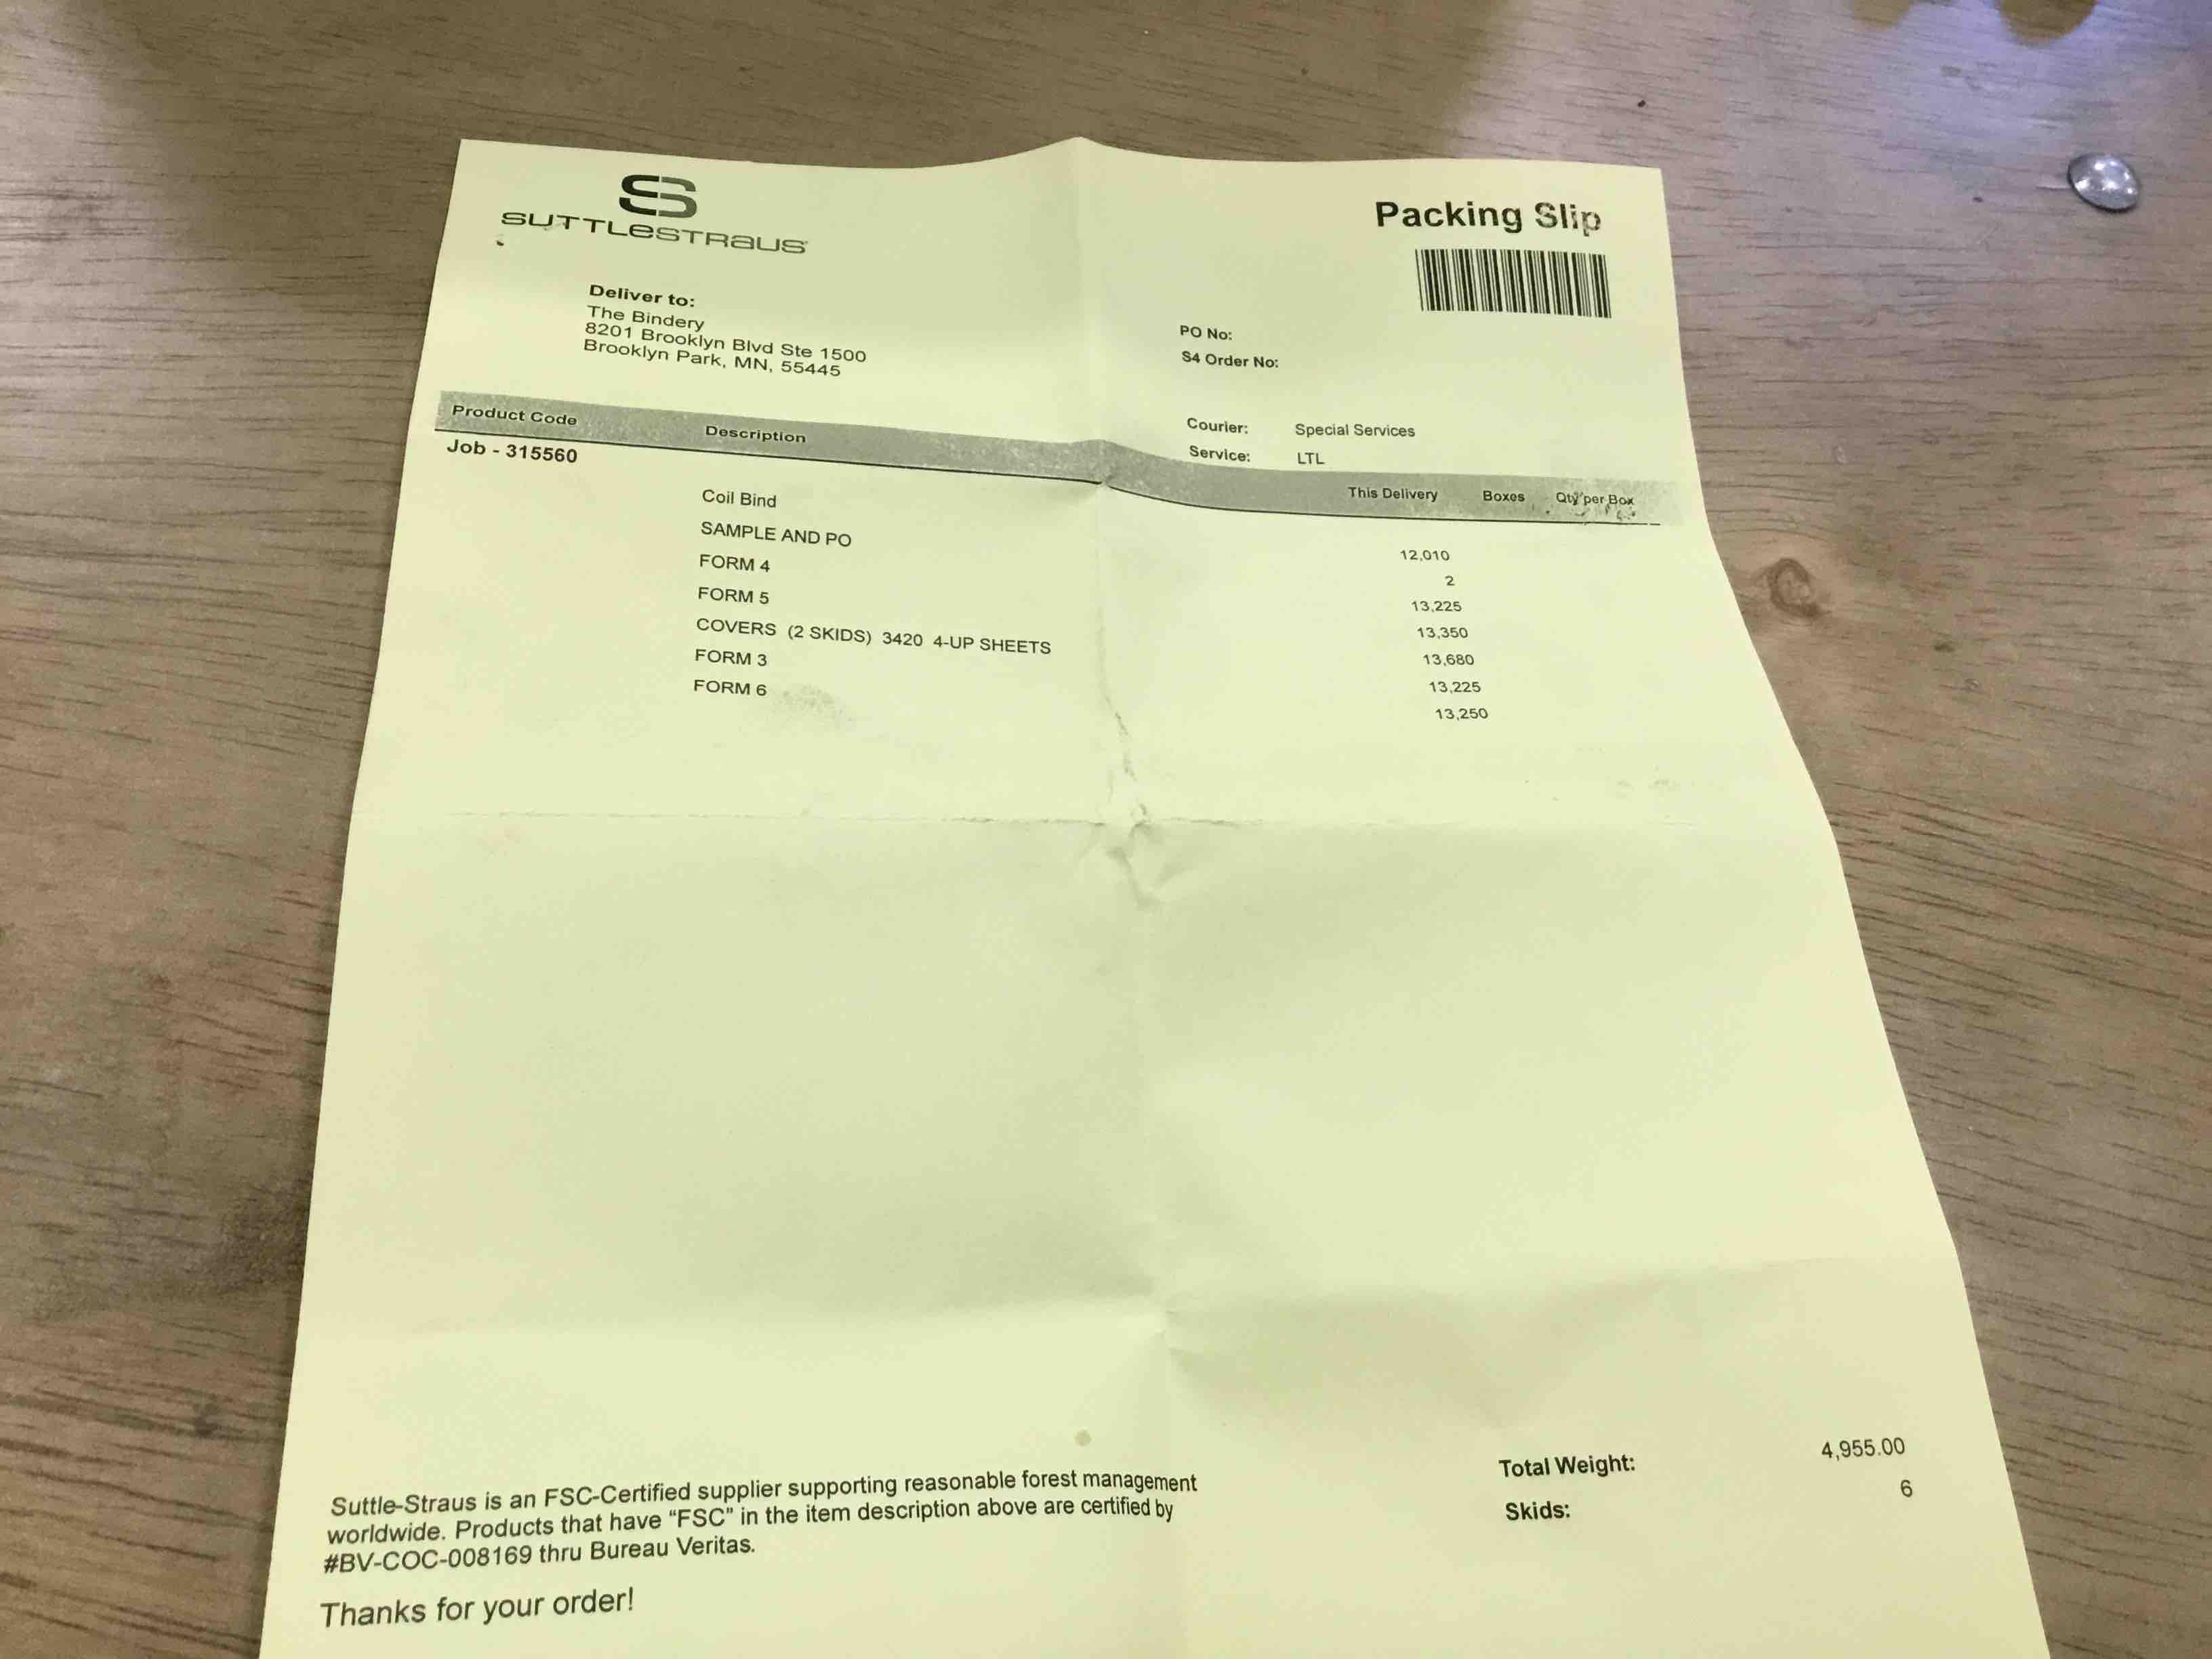 SUTTLESTRAUS
Packing Slip
Deliver to:
The Bindery
8201 Brooklyn Blvd Ste 1500
Brooklyn Park, MN, 55445
PO No:
S4 Order No:
Courier: Special Services
Service: LTL
Product Code Description This Delivery Boxes Qty per Box
Job - 315560
Coil Bind 12,010
SAMPLE AND PO 2
FORM 4 13,225
FORM 5 13,350
COVERS (2 SKIDS) 3420 4-UP SHEETS 13,680
FORM 3 13,225
FORM 6 13,250
Suttle-Straus is an FSC-Certified supplier supporting reasonable forest management
worldwide. Products that have “FSC” in the item description above are certified by
#BV-COC-008169 thru Bureau Veritas.
Thanks for your order!
Total Weight: 4,955.00
Skids: 6